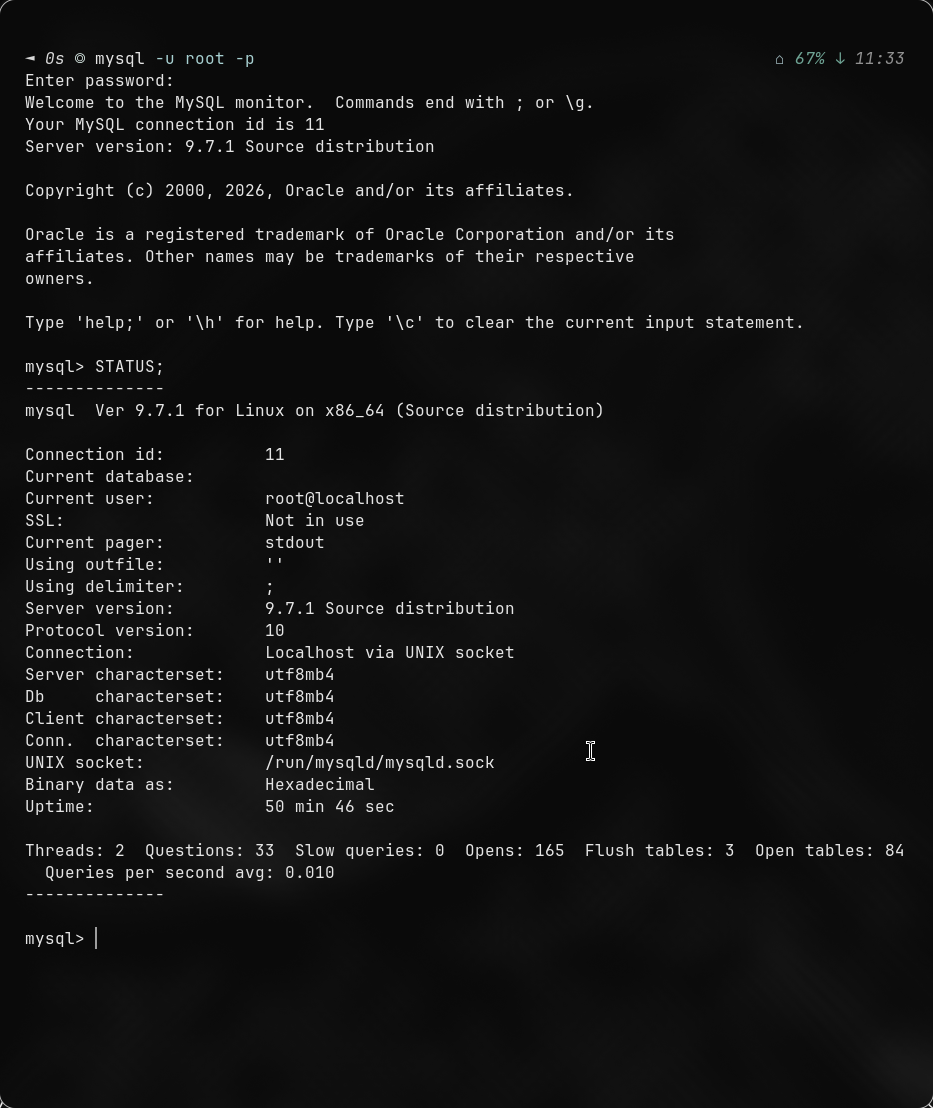 ◄ 0s ◎ mysql -u root -p ⌂ 67% ↓ 11:33
Enter password:
Welcome to the MySQL monitor.  Commands end with ; or \g.
Your MySQL connection id is 11
Server version: 9.7.1 Source distribution

Copyright (c) 2000, 2026, Oracle and/or its affiliates.

Oracle is a registered trademark of Oracle Corporation and/or its
affiliates. Other names may be trademarks of their respective
owners.

Type 'help;' or '\h' for help. Type '\c' to clear the current input statement.

mysql> STATUS;
--------------
mysql  Ver 9.7.1 for Linux on x86_64 (Source distribution)

Connection id:          11
Current database:
Current user:           root@localhost
SSL:                    Not in use
Current pager:          stdout
Using outfile:          ''
Using delimiter:        ;
Server version:         9.7.1 Source distribution
Protocol version:       10
Connection:             Localhost via UNIX socket
Server characterset:    utf8mb4
Db     characterset:    utf8mb4
Client characterset:    utf8mb4
Conn.  characterset:    utf8mb4
UNIX socket:            /run/mysqld/mysqld.sock
Binary data as:         Hexadecimal
Uptime:                 50 min 46 sec

Threads: 2  Questions: 33  Slow queries: 0  Opens: 165  Flush tables: 3  Open tables: 84
  Queries per second avg: 0.010
--------------

mysql>